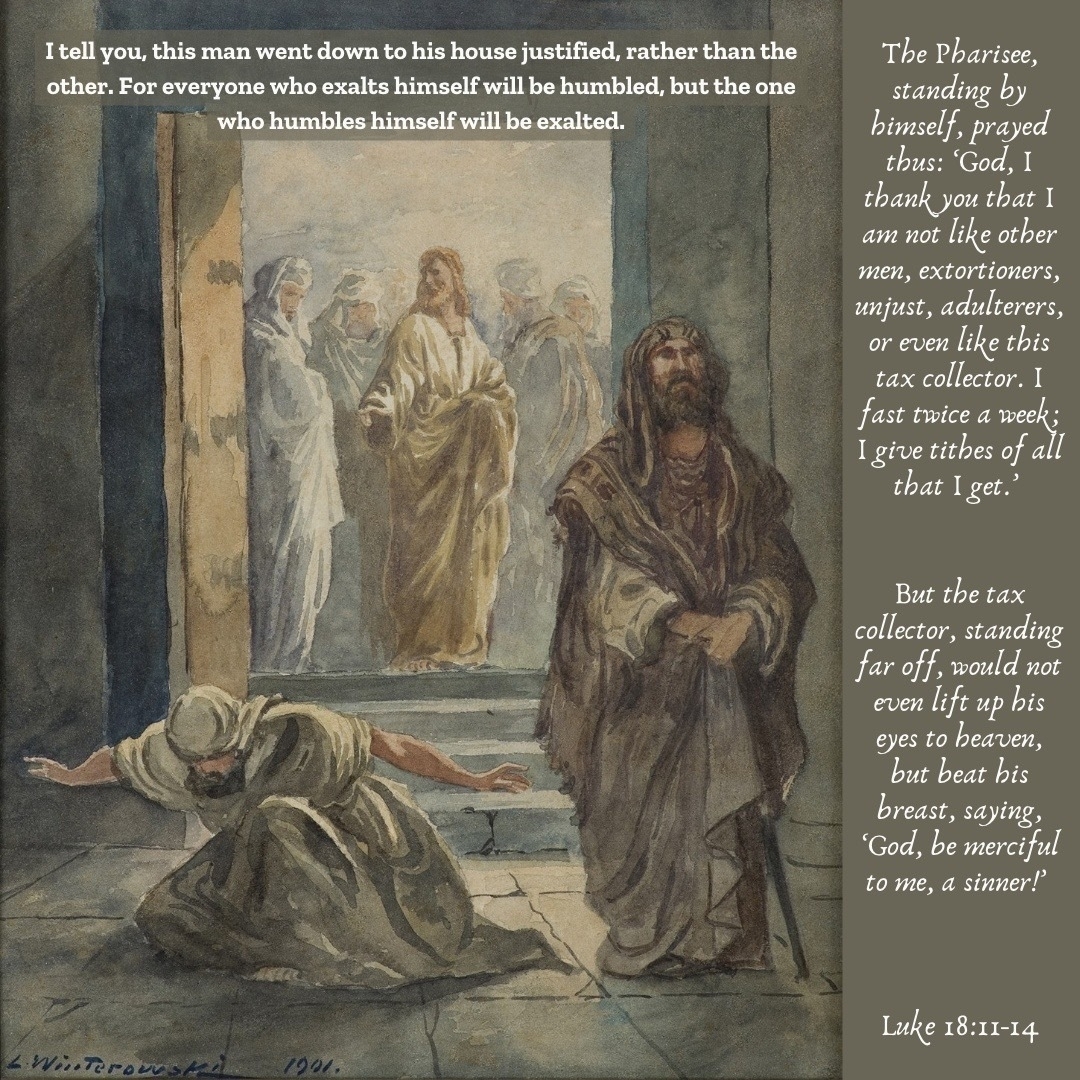 I tell you, this man went down to his house justified, rather than the
other. For everyone who exalts himself will be humbled, but the one
who humbles himself will be exalted.
The Pharisee,
standing by
himself, prayed
thus: ‘God, I
thank you that I
am not like other
men, extortioners,
unjust, adulterers,
or even like this
tax collector. I
fast twice a week;
I give tithes of all
that I get.’
But the tax
collector, standing
far off, would not
even lift up his
eyes to heaven,
but beat his
breast, saying,
‘God, be merciful
to me, a sinner!’
Luke 18:11-14
L. Winterowski 1901.